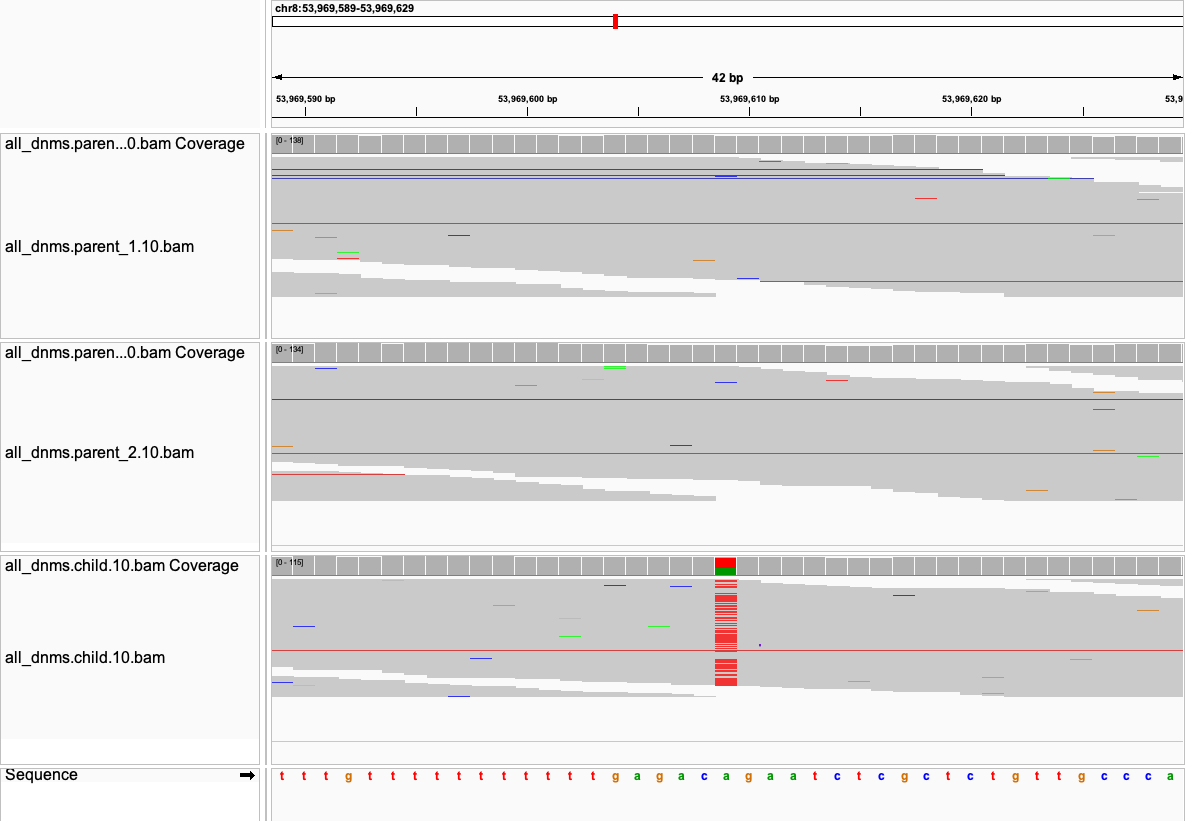 chr8:53,969,589-53,969,629
42 bp
53,969,590 bp 53,969,600 bp 53,969,610 bp 53,969,620 bp 53,9
all_dnms.paren...0.bam Coverage
[0 - 138]
all_dnms.parent_1.10.bam
all_dnms.paren...0.bam Coverage
[0 - 134]
all_dnms.parent_2.10.bam
all_dnms.child.10.bam Coverage
[0 - 115]
all_dnms.child.10.bam
Sequence
t t t g t t t t t t t t t t t g a g a c a g a a t c t c g c t c t g t t g c c c a